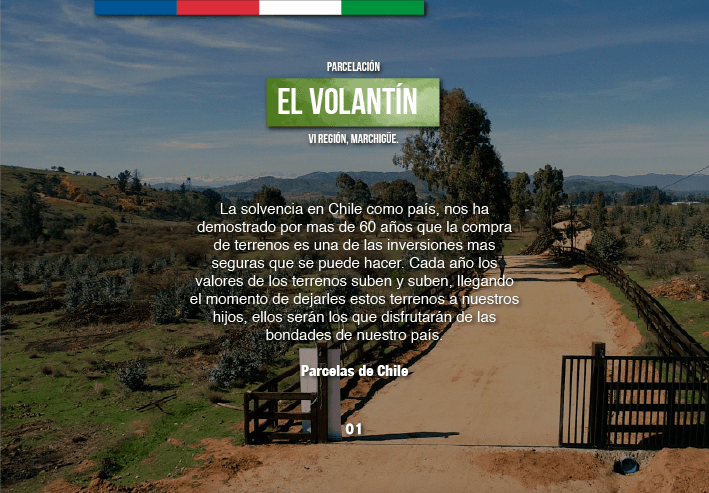 PARCELACIÓN
EL VOLANTÍN
VI REGIÓN, MARCHIGÜE.
La solvencia en Chile como país, nos ha
demostrado por mas de 60 años que la compra
de terrenos es una de las inversiones mas
seguras que se puede hacer. Cada año los
valores de los terrenos suben y suben, llegando
el momento de dejarles estos terrenos a nuestros
hijos, ellos serán los que disfrutarán de las
bondades de nuestro país.
Parcelas de Chile
01